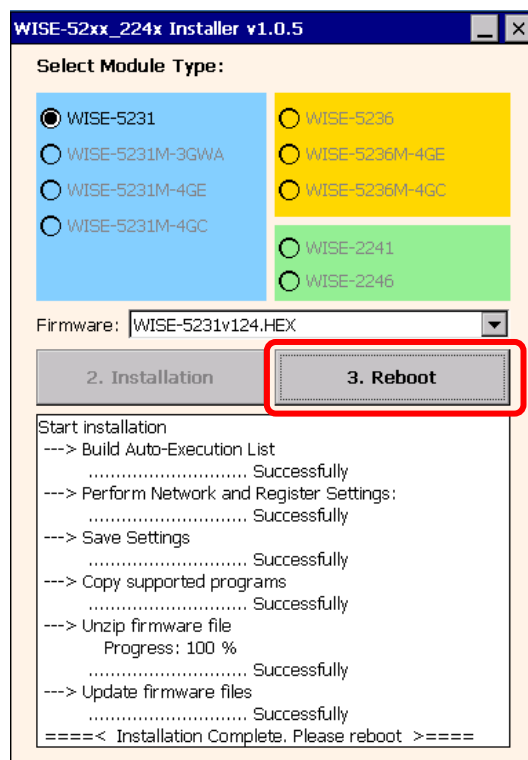 WISE-52xx_224x Installer v1.0.5
Select Module Type:
WISE-5231
WISE-5231M-3GWA
WISE-5231M-4GE
WISE-5231M-4GC
WISE-5236
WISE-5236M-4GE
WISE-5236M-4GC
WISE-2241
WISE-2246
Firmware: WISE-5231v124.HEX
2. Installation
3. Reboot
Start installation
---> Build Auto-Execution List
............................. Successfully
---> Perform Network and Register Settings:
............................. Successfully
---> Save Settings
............................. Successfully
---> Copy supported programs
............................. Successfully
---> Unzip firmware file
Progress: 100 %
............................. Successfully
---> Update firmware files
............................. Successfully
====< Installation Complete. Please reboot >====